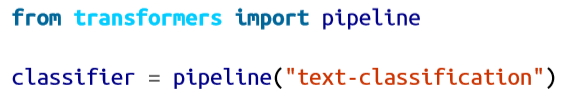 from transformers import pipeline
classifier = pipeline("text-classification")